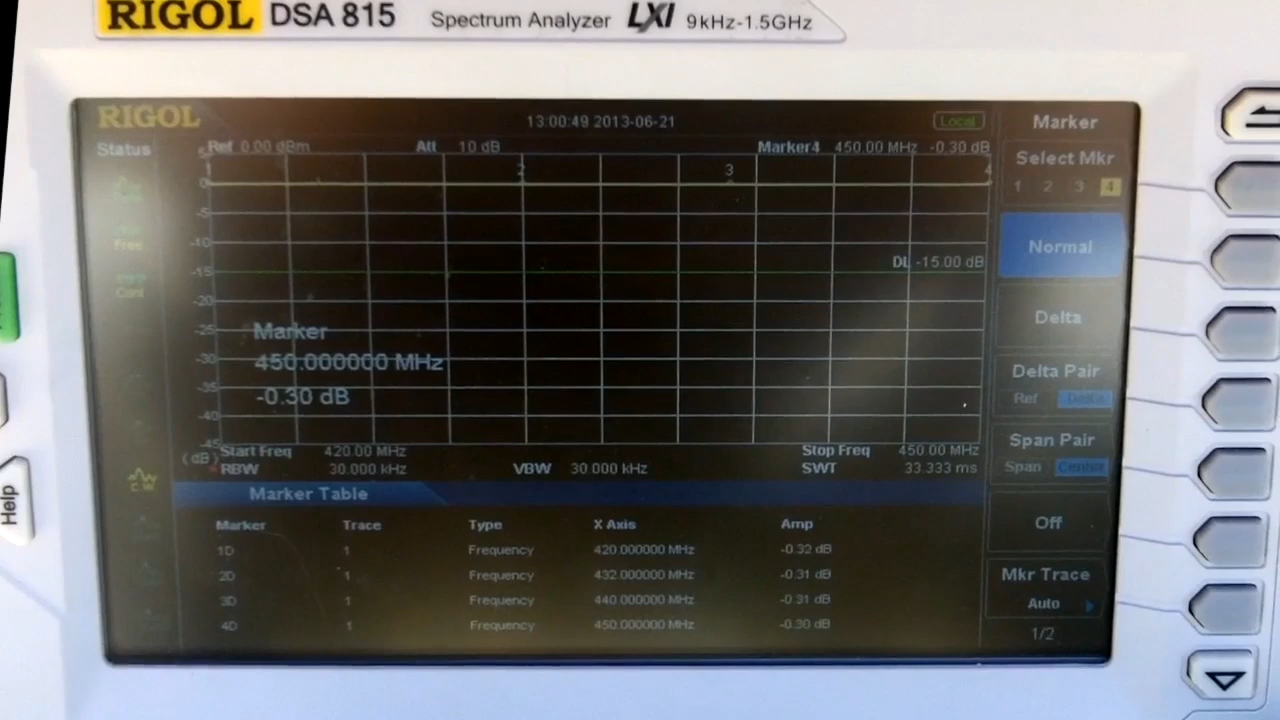 RIGOL DSA 815 Spectrum Analyzer LXI 9kHz-1.5GHz
RIGOL 13:00:49 2013-06-21 Local
Status Ref 0.00 dBm Att 10 dB Marker4 450.00 MHz -0.30 dB
5
1 2 3 4
0
-5
-10
DL -15.00 dB
-15
-20
-25
Marker
-30
450.000000 MHz
-35
-0.30 dB
-40
-45
(dB)
Start Freq 420.00 MHz Stop Freq 450.00 MHz
RBW 30.000 kHz VBW 30.000 kHz SWT 33.333 ms
Marker Table
Marker Trace Type X Axis Amp
1D 1 Frequency 420.000000 MHz -0.32 dB
2D 1 Frequency 432.000000 MHz -0.31 dB
3D 1 Frequency 440.000000 MHz -0.31 dB
4D 1 Frequency 450.000000 MHz -0.30 dB
Free
Cont
Marker
Select Mkr
1 2 3 4
Normal
Delta
Delta Pair
Ref Delta
Span Pair
Span Center
Off
Mkr Trace
Auto
1/2
Help